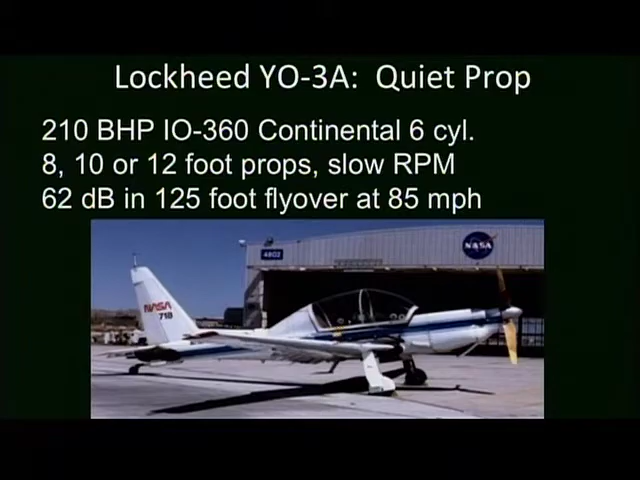 Lockheed YO-3A: Quiet Prop
210 BHP IO-360 Continental 6 cyl.
8, 10 or 12 foot props, slow RPM
62 dB in 125 foot flyover at 85 mph
4802
NASA
NASA
718